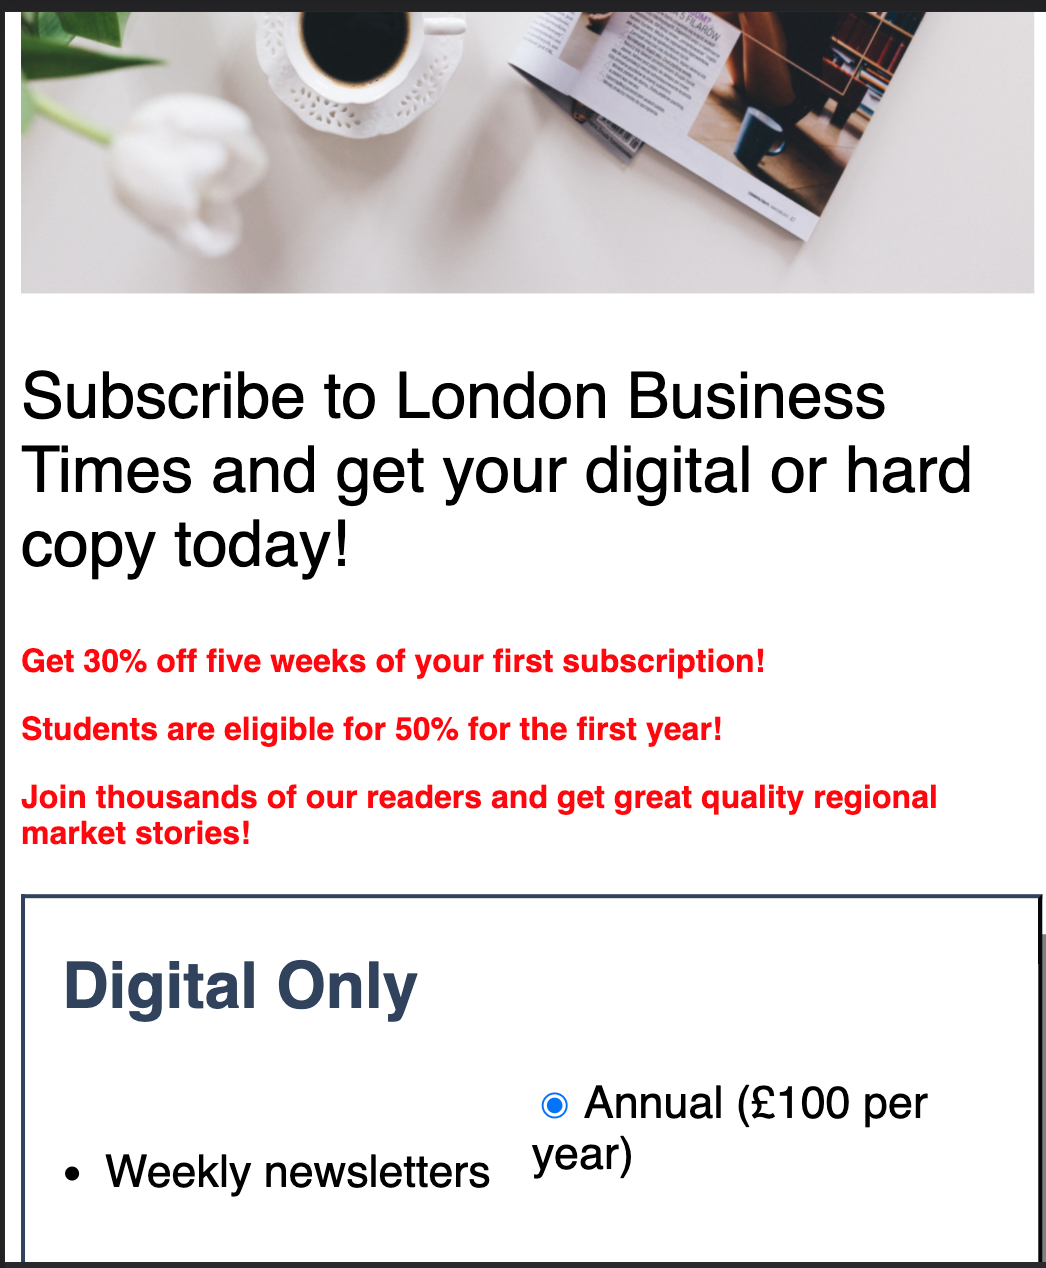 5 FILARÓW
Subscribe to London Business
Times and get your digital or hard
copy today!
Get 30% off five weeks of your first subscription!
Students are eligible for 50% for the first year!
Join thousands of our readers and get great quality regional
market stories!
Digital Only
Annual (£100 per
year)
• Weekly newsletters